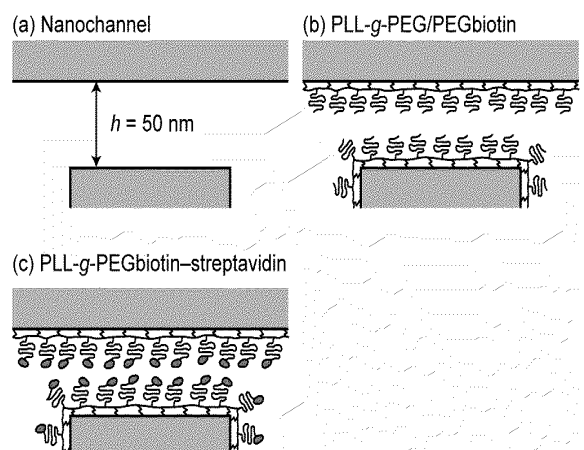 (a) Nanochannel
h = 50 nm
(b) PLL-g-PEG/PEGbiotin
(c) PLL-g-PEGbiotin–streptavidin